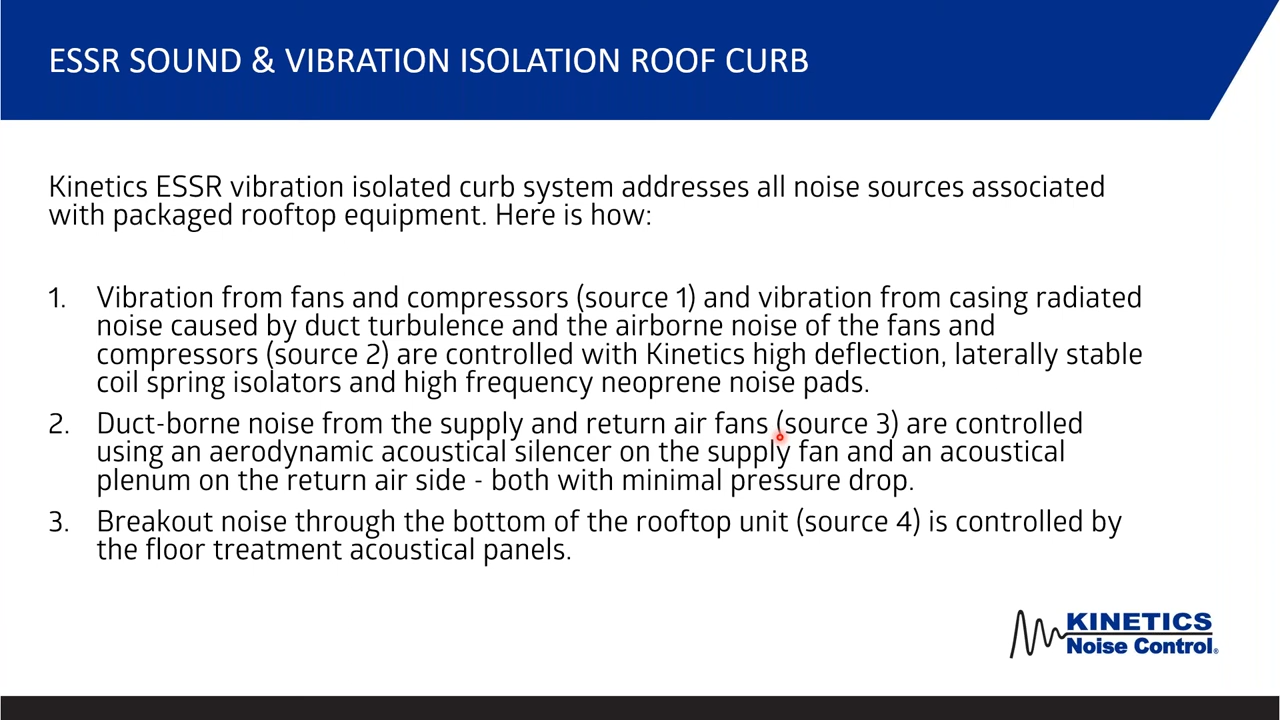 ESSR SOUND & VIBRATION ISOLATION ROOF CURB
Kinetics ESSR vibration isolated curb system addresses all noise sources associated
with packaged rooftop equipment. Here is how:
1. Vibration from fans and compressors (source 1) and vibration from casing radiated
noise caused by duct turbulence and the airborne noise of the fans and
compressors (source 2) are controlled with Kinetics high deflection, laterally stable
coil spring isolators and high frequency neoprene noise pads.
2. Duct-borne noise from the supply and return air fans (source 3) are controlled
using an aerodynamic acoustical silencer on the supply fan and an acoustical
plenum on the return air side - both with minimal pressure drop.
3. Breakout noise through the bottom of the rooftop unit (source 4) is controlled by
the floor treatment acoustical panels.
KINETICS
Noise Control®